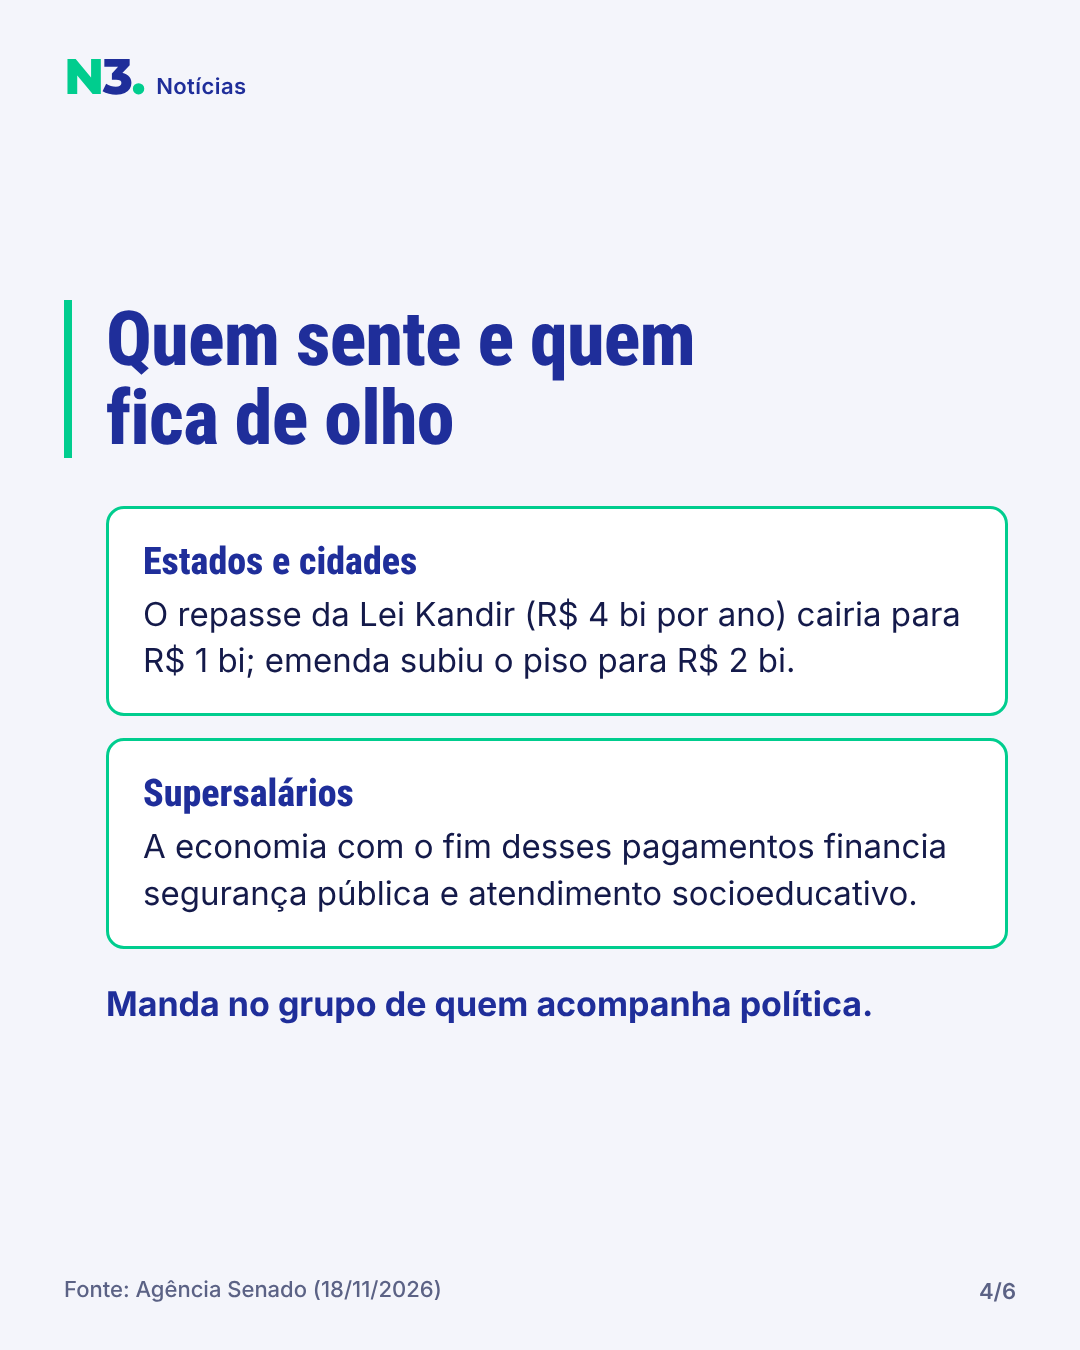 N3. Notícias
Quem sente e quem
fica de olho
Estados e cidades
O repasse da Lei Kandir (R$ 4 bi por ano) cairia para
R$ 1 bi; emenda subiu o piso para R$ 2 bi.
Supersalários
A economia com o fim desses pagamentos financia
segurança pública e atendimento socioeducativo.
Manda no grupo de quem acompanha política.
Fonte: Agência Senado (18/11/2026)
4/6